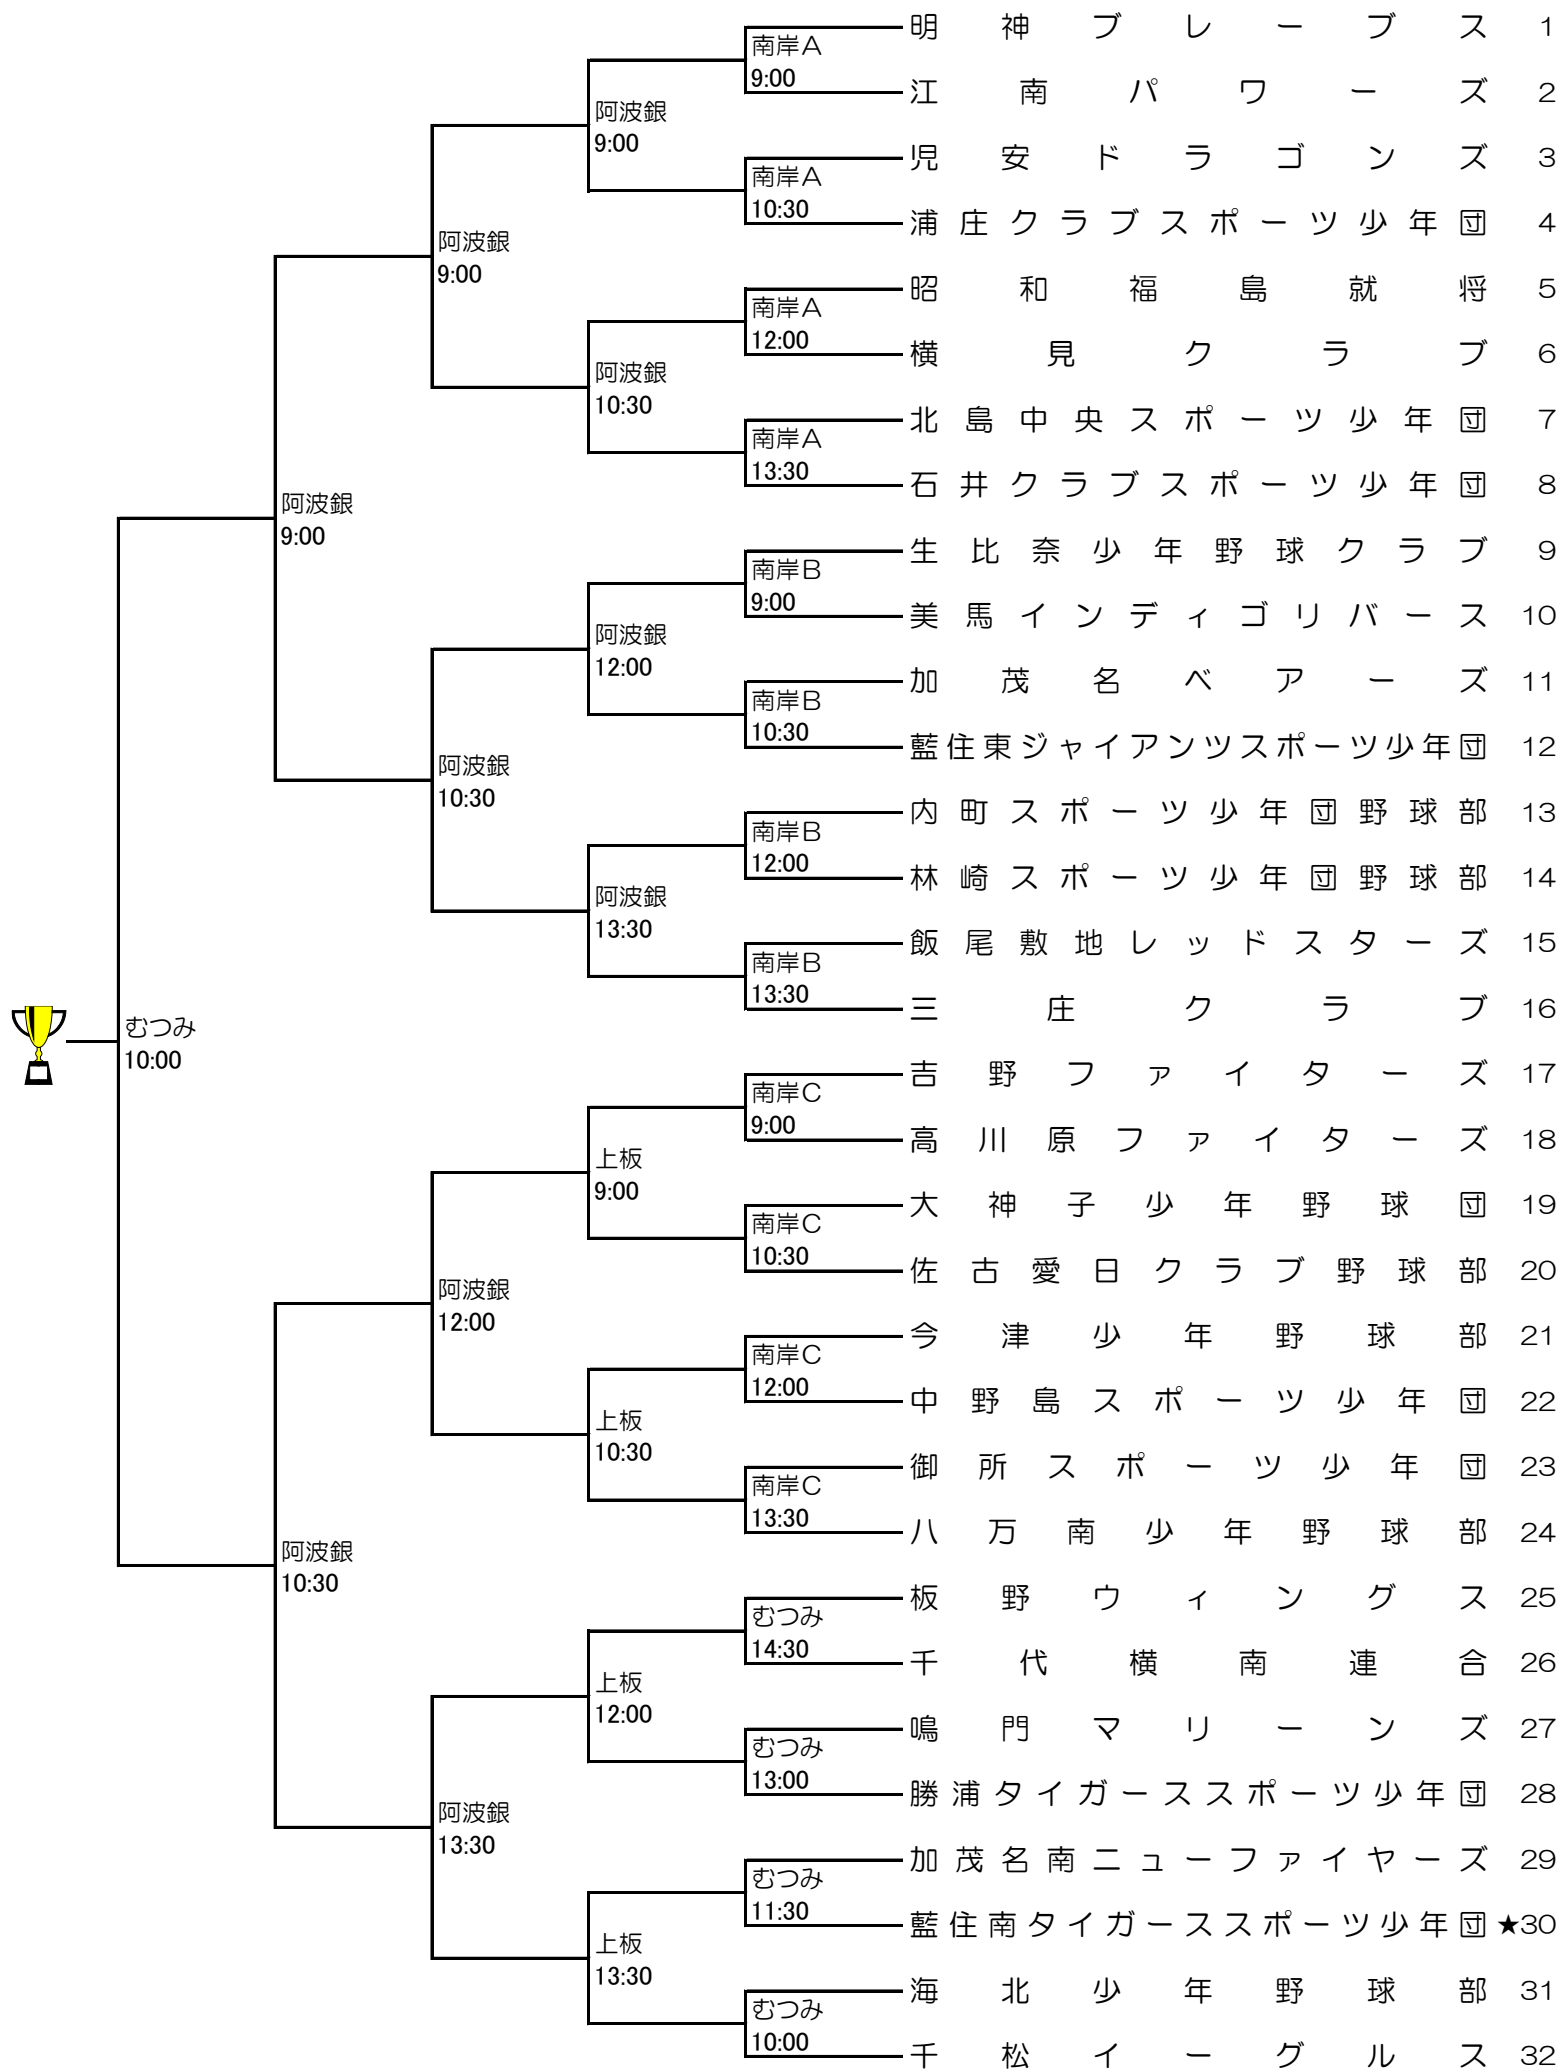 明神ブレーブス 1
南岸A
9:00
江南パワーズ 2
阿波銀
9:00
児安ドラゴンズ 3
南岸A
10:30
浦庄クラブスポーツ少年団 4
阿波銀
9:00
昭和福島就将 5
南岸A
12:00
横見クラブ 6
阿波銀
10:30
北島中央スポーツ少年団 7
南岸A
13:30
石井クラブスポーツ少年団 8
阿波銀
9:00
生比奈少年野球クラブ 9
南岸B
9:00
美馬インディゴリバース 10
阿波銀
12:00
加茂名ベアーズ 11
南岸B
10:30
藍住東ジャイアンツスポーツ少年団 12
阿波銀
10:30
内町スポーツ少年団野球部 13
南岸B
12:00
林崎スポーツ少年団野球部 14
阿波銀
13:30
飯尾敷地レッドスターズ 15
南岸B
13:30
三庄クラブ 16
むつみ
10:00
吉野ファイターズ 17
南岸C
9:00
高川原ファイターズ 18
上板
9:00
大神子少年野球団 19
南岸C
10:30
佐古愛日クラブ野球部 20
阿波銀
12:00
今津少年野球部 21
南岸C
12:00
中野島スポーツ少年団 22
上板
10:30
御所スポーツ少年団 23
南岸C
13:30
八万南少年野球部 24
阿波銀
10:30
板野ウィングス 25
むつみ
14:30
千代横南連合 26
上板
12:00
鳴門マリーンズ 27
むつみ
13:00
勝浦タイガーススポーツ少年団 28
阿波銀
13:30
加茂名南ニューファイヤーズ 29
むつみ
11:30
藍住南タイガーススポーツ少年団 ★30
上板
13:30
海北少年野球部 31
むつみ
10:00
千松イーグルス 32